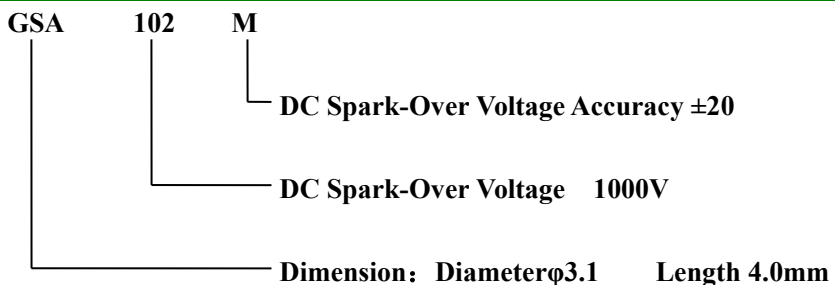 GSA 102 M
DC Spark-Over Voltage Accuracy ±20
DC Spark-Over Voltage 1000V
Dimension：Diameterφ3.1 Length 4.0mm